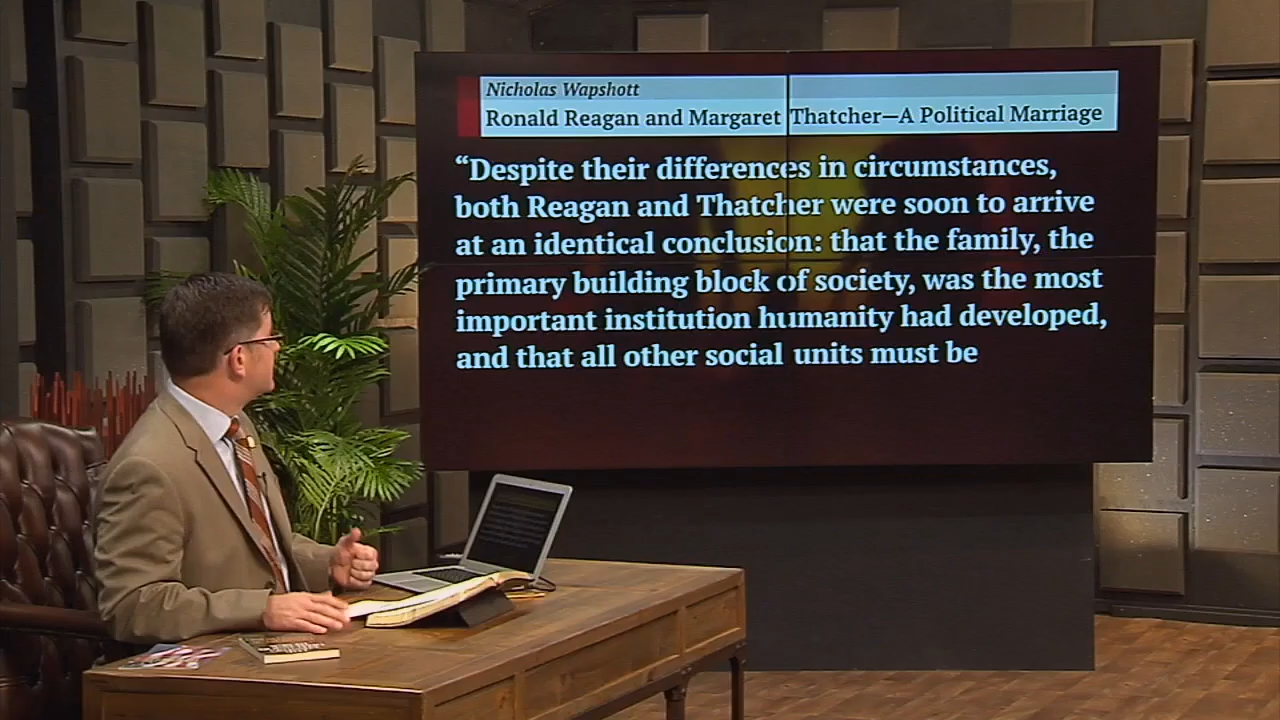 Nicholas Wapshott
Ronald Reagan and Margaret Thatcher—A Political Marriage
“Despite their differences in circumstances,
both Reagan and Thatcher were soon to arrive
at an identical conclusion: that the family, the
primary building block of society, was the most
important institution humanity had developed,
and that all other social units must be